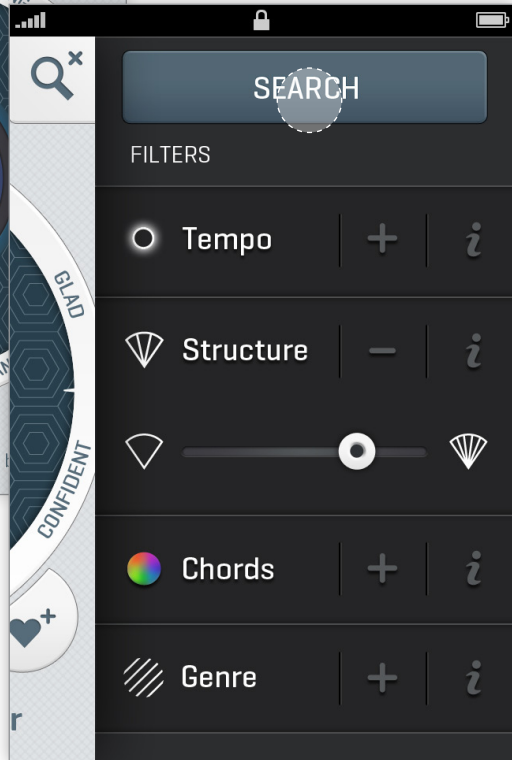 SEARCH
FILTERS
Tempo
Structure
Chords
Genre
GLAD
CONFIDENT
r